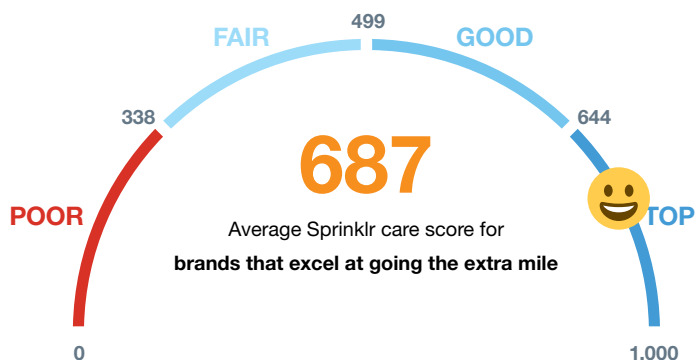 499
FAIR
GOOD
338
644
687
POOR
TOP
Average Sprinklr care score for
brands that excel at going the extra mile
0
1,000